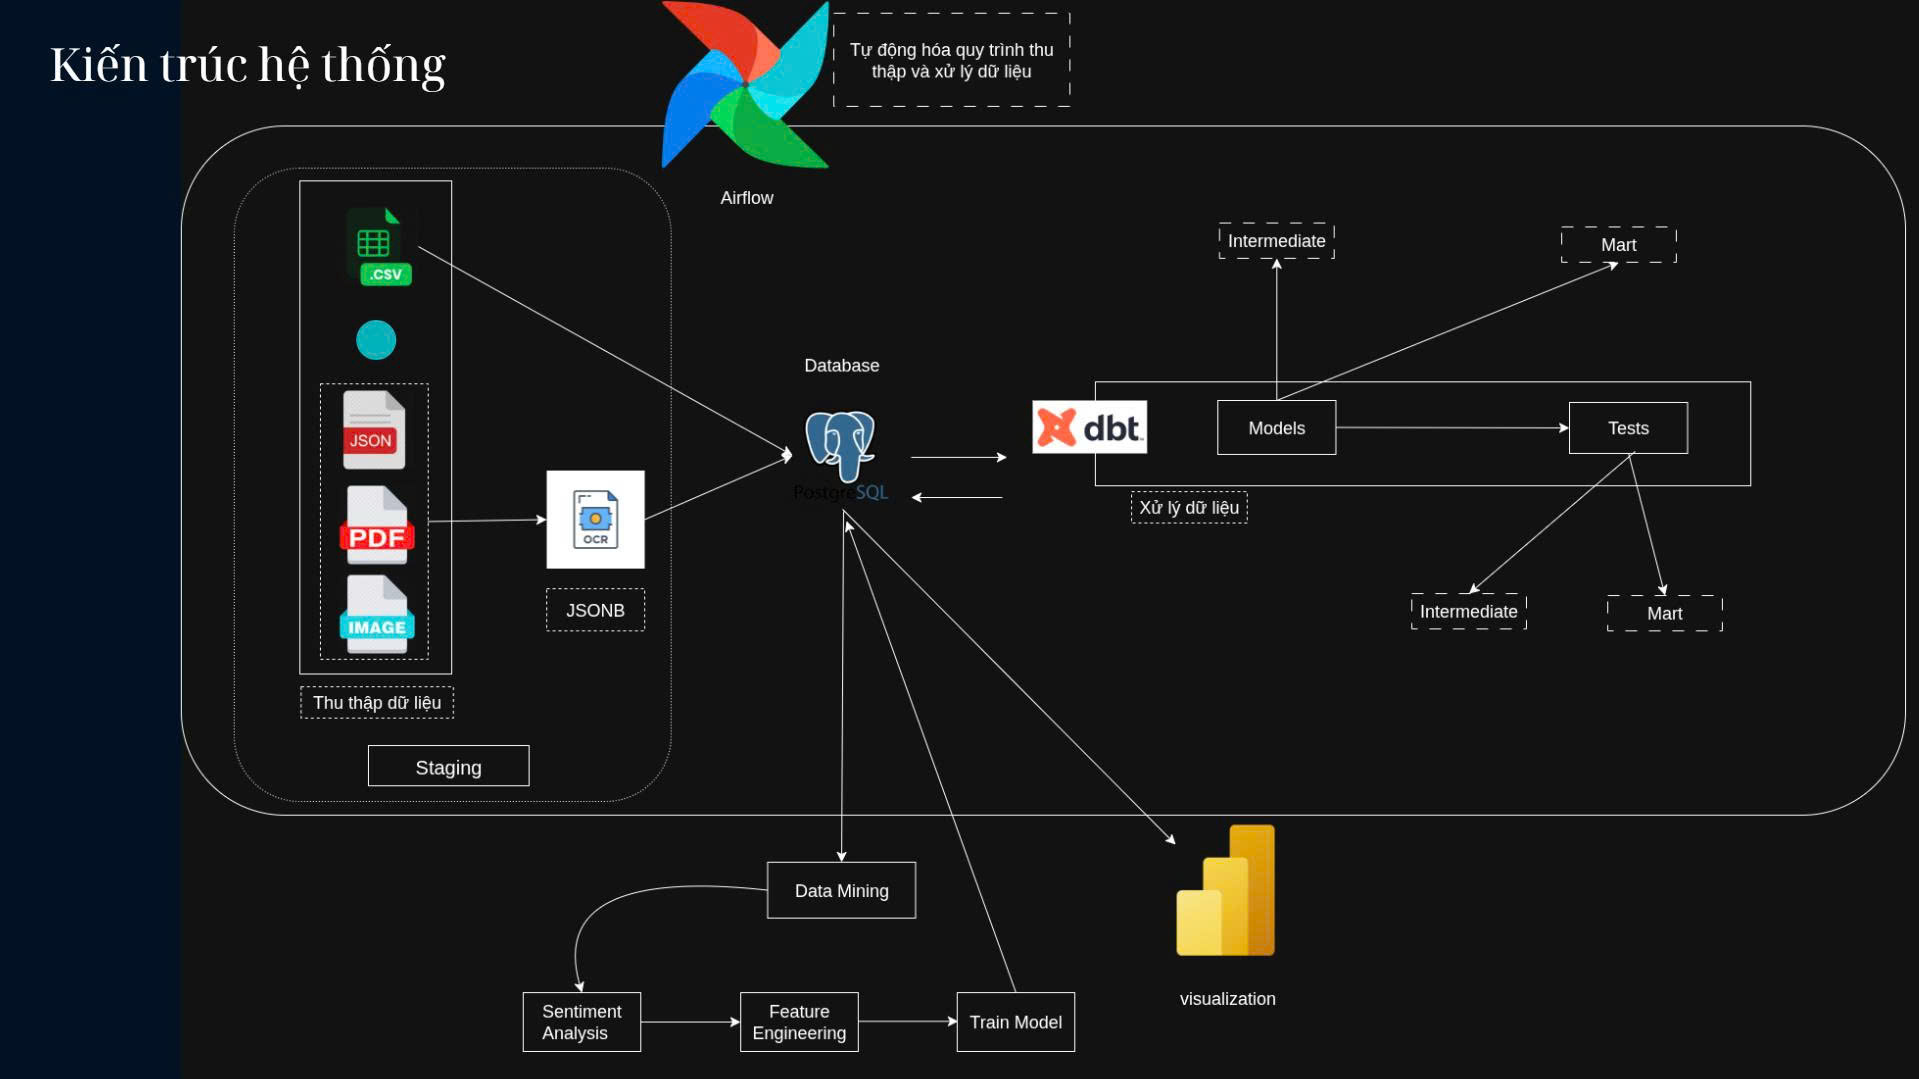 Kiến trúc hệ thống
Tự động hóa quy trình thu
thập và xử lý dữ liệu
Airflow
.CSV
JSON
PDF
IMAGE
Thu thập dữ liệu
Staging
OCR
JSONB
Database
PostgreSQL
dbt
Xử lý dữ liệu
Intermediate
Mart
Models
Tests
Intermediate
Mart
Data Mining
Sentiment
Analysis
Feature
Engineering
Train Model
visualization